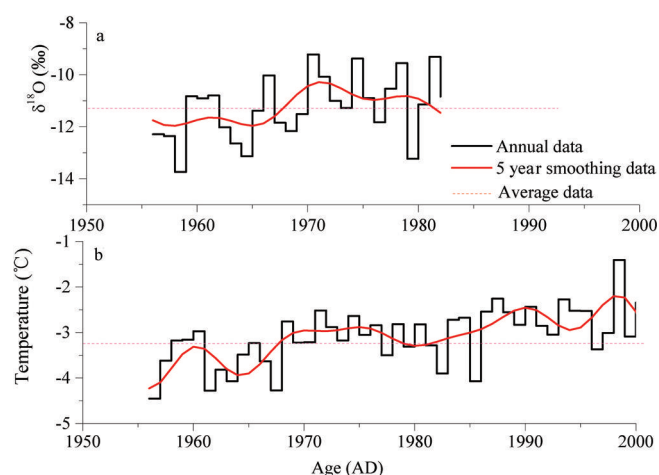 a
δ¹⁸O (‰)
-8
-10
-12
-14
1950 1960 1970 1980 1990 2000
Annual data
5 year smoothing data
Average data
b
Temperature (℃)
-1
-2
-3
-4
-5
1950 1960 1970 1980 1990 2000
Age (AD)